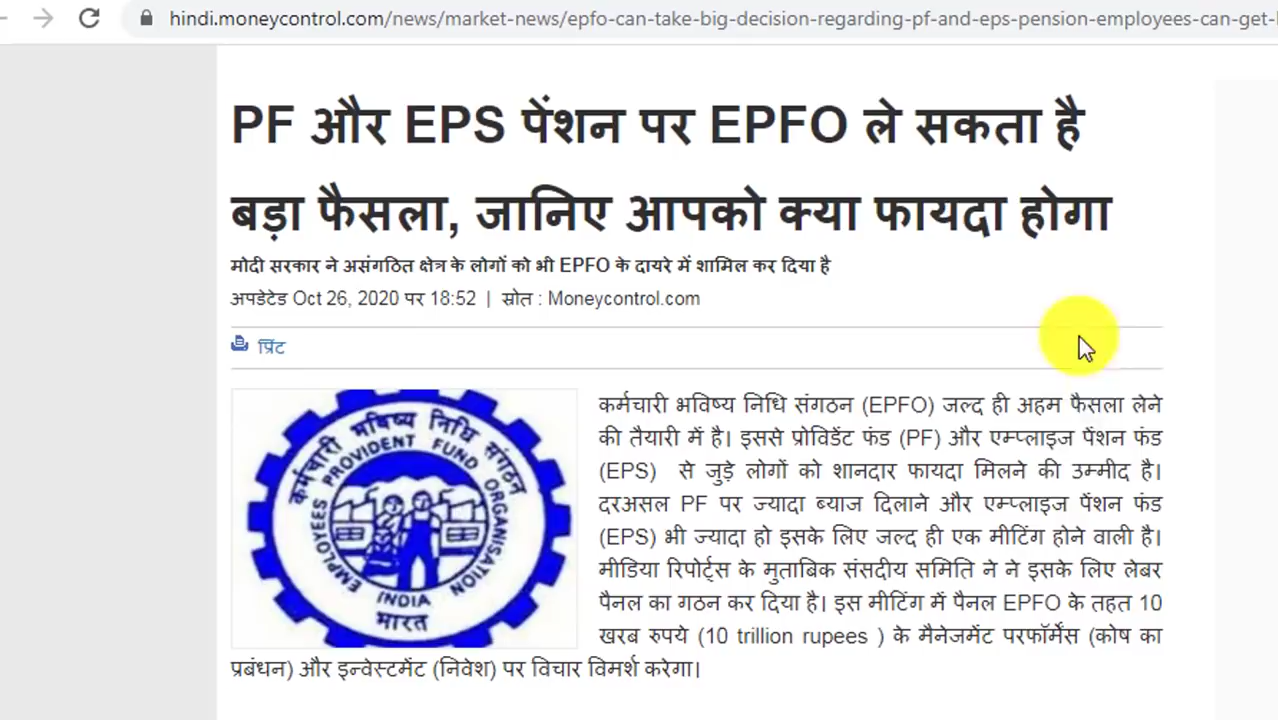 hindi.moneycontrol.com/news/market-news/epfo-can-take-big-decision-regarding-pf-and-eps-pension-employees-can-get-
PF और EPS पेंशन पर EPFO ले सकता है
बड़ा फैसला, जानिए आपको क्या फायदा होगा
मोदी सरकार ने असंगठित क्षेत्र के लोगों को भी EPFO के दायरे में शामिल कर दिया है
अपडेटेड Oct 26, 2020 पर 18:52 | स्रोत : Moneycontrol.com
प्रिंट
कर्मचारी भविष्य निधि संगठन
EMPLOYEES PROVIDENT FUND ORGANISATION
INDIA
भारत
कर्मचारी भविष्य निधि संगठन (EPFO) जल्द ही अहम फैसला लेने
की तैयारी में है। इससे प्रोविडेंट फंड (PF) और एम्प्लाइज पेंशन फंड
(EPS) से जुड़े लोगों को शानदार फायदा मिलने की उम्मीद है।
दरअसल PF पर ज्यादा ब्याज दिलाने और एम्प्लाइज पेंशन फंड
(EPS) भी ज्यादा हो इसके लिए जल्द ही एक मीटिंग होने वाली है।
मीडिया रिपोर्ट्स के मुताबिक संसदीय समिति ने ने इसके लिए लेबर
पैनल का गठन कर दिया है। इस मीटिंग में पैनल EPFO के तहत 10
खरब रुपये (10 trillion rupees ) के मैनेजमेंट परफॉर्मेंस (कोष का
प्रबंधन) और इन्वेस्टमेंट (निवेश) पर विचार विमर्श करेगा।